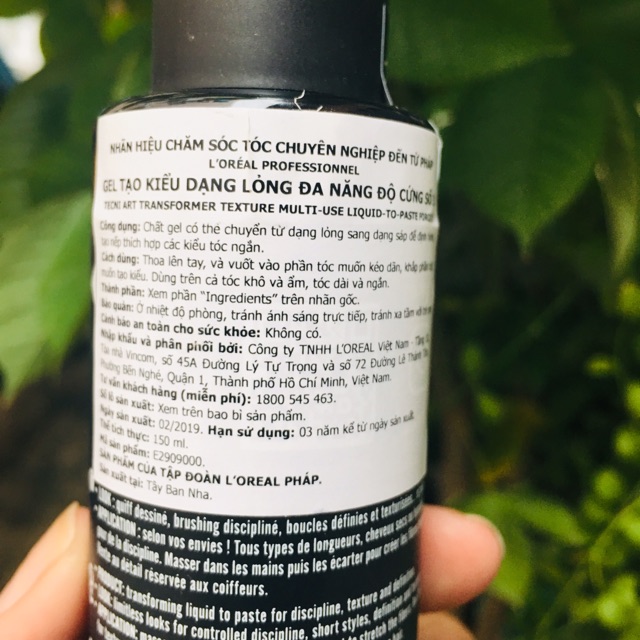 NHÃN HIỆU CHĂM SÓC TÓC CHUYÊN NGHIỆP ĐẾN TỪ PHÁP
L'ORÉAL PROFESSIONNEL
GEL TẠO KIỂU DẠNG LỎNG ĐA NĂNG ĐỘ CỨNG SỐ
TECNI ART TRANSFORMER TEXTURE MULTI-USE LIQUID-TO-PASTE
Công dụng: Chất gel có thể chuyển từ dạng lỏng sang dạng sáp để định
tạo nếp thích hợp các kiểu tóc ngắn.
Cách dùng: Thoa lên tay, và vuốt vào phần tóc muốn kéo dãn, khắp phần
muốn tạo kiểu. Dùng trên cả tóc khô và ẩm, tóc dài và ngắn.
Thành phần: Xem phần "Ingredients" trên nhãn gốc.
Bảo quản: Ở nhiệt độ phòng, tránh ánh sáng trực tiếp, tránh xa tầm với
Cảnh báo an toàn cho sức khỏe: Không có.
Nhập khẩu và phân phối bởi: Công ty TNHH L'OREAL Việt Nam - Tầng
Tòa nhà Vincom, số 45A Đường Lý Tự Trọng và số 72 Đường Lê Thánh
Phường Bến Nghé, Quận 1, Thành phố Hồ Chí Minh, Việt Nam.
Tư vấn khách hàng (miễn phí): 1800 545 463.
Số lô sản xuất: Xem trên bao bì sản phẩm.
Ngày sản xuất: 02/2019. Hạn sử dụng: 03 năm kể từ ngày sản xuất.
Thể tích thực: 150 ml.
Mã sản phẩm: E2909000.
SẢN PHẨM CỦA TẬP ĐOÀN L'OREAL PHÁP.
Sản xuất tại: Tây Ban Nha.
quiff dessiné, brushing discipliné, boucles définies et texturisées,
selon vos envies ! Tous types de longueurs, cheveux secs
de la discipline. Masser dans les mains puis les écarter pour créer
au détail réservée aux coiffeurs.
PRODUCT: transforming liquid to paste for discipline, texture and
limitless looks for controlled discipline, short styles,